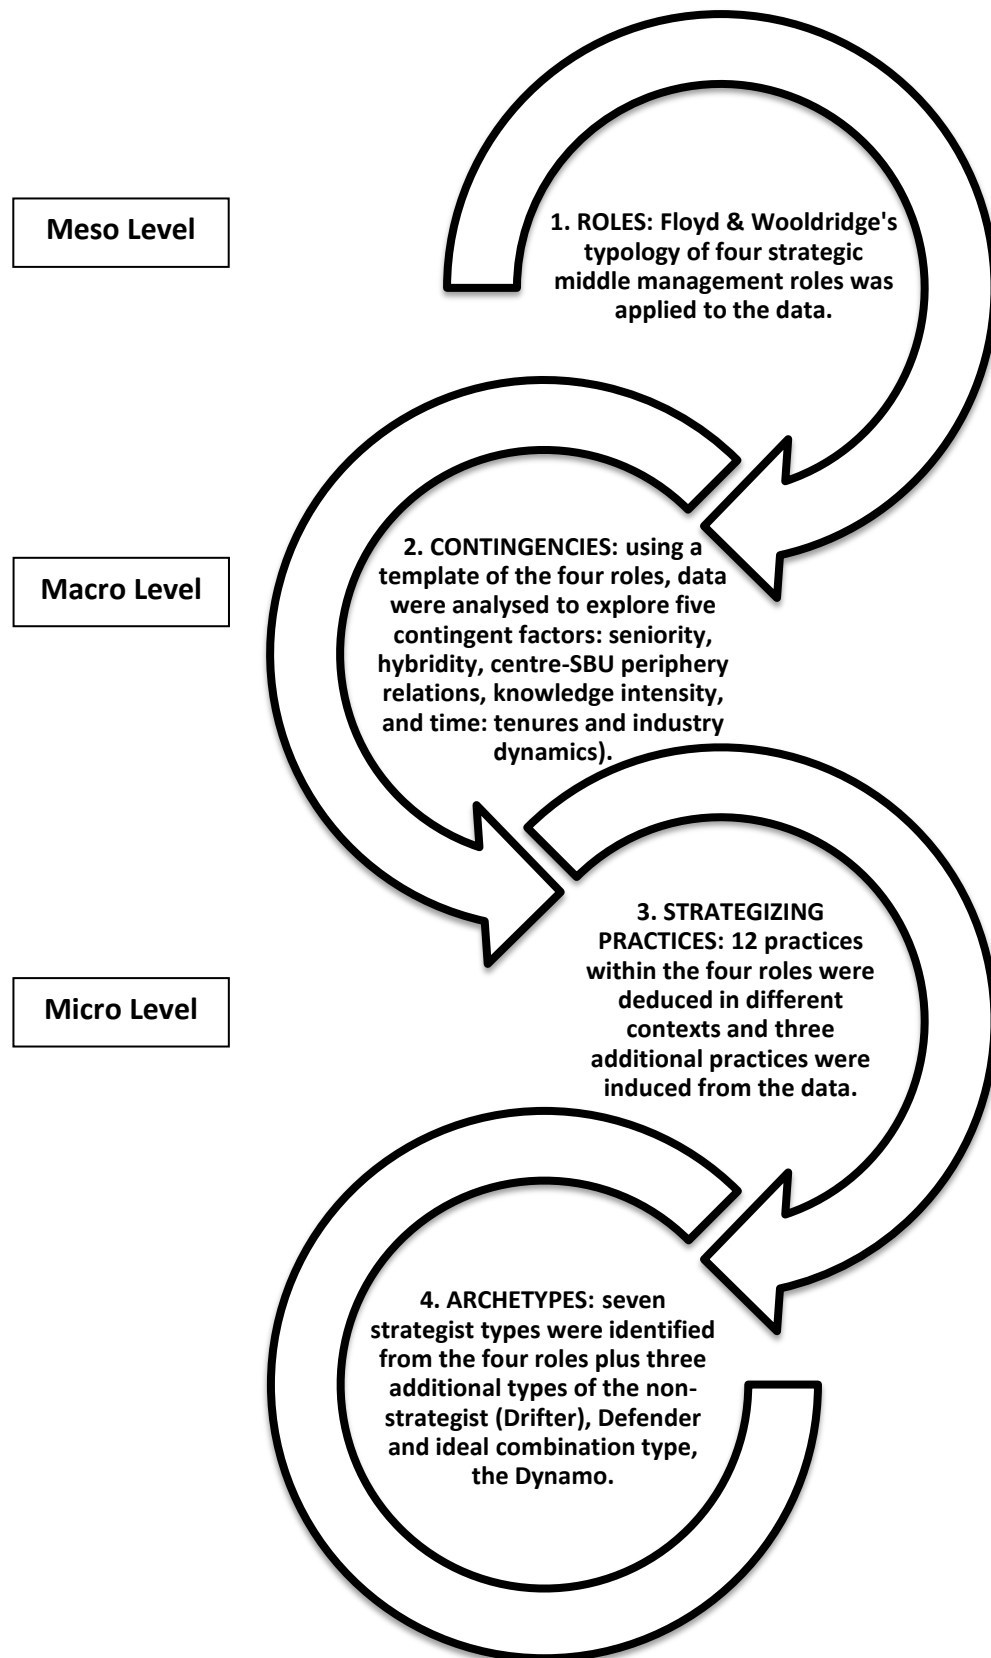 Meso Level
1. ROLES: Floyd & Wooldridge's
typology of four strategic
middle management roles was
applied to the data.
Macro Level
2. CONTINGENCIES: using a
template of the four roles, data
were analysed to explore five
contingent factors: seniority,
hybridity, centre-SBU periphery
relations, knowledge intensity,
and time: tenures and industry
dynamics).
Micro Level
3. STRATEGIZING
PRACTICES: 12 practices
within the four roles were
deduced in different
contexts and three
additional practices were
induced from the data.
4. ARCHETYPES: seven
strategist types were identified
from the four roles plus three
additional types of the non-
strategist (Drifter), Defender
and ideal combination type,
the Dynamo.